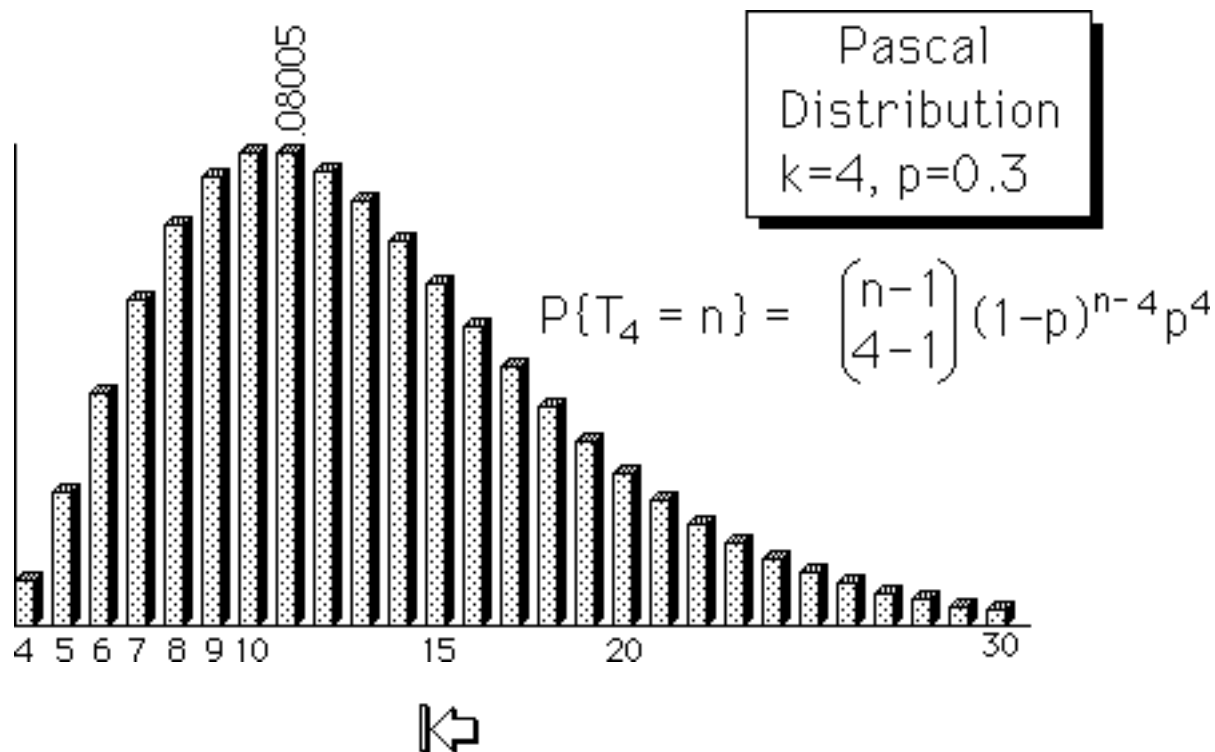 .08005
Pascal
Distribution
k=4, p=0.3
P{T₄ = n} = (n-1 4-1) (1-p)ⁿ⁻⁴p⁴
4 5 6 7 8 9 10 15 20 30